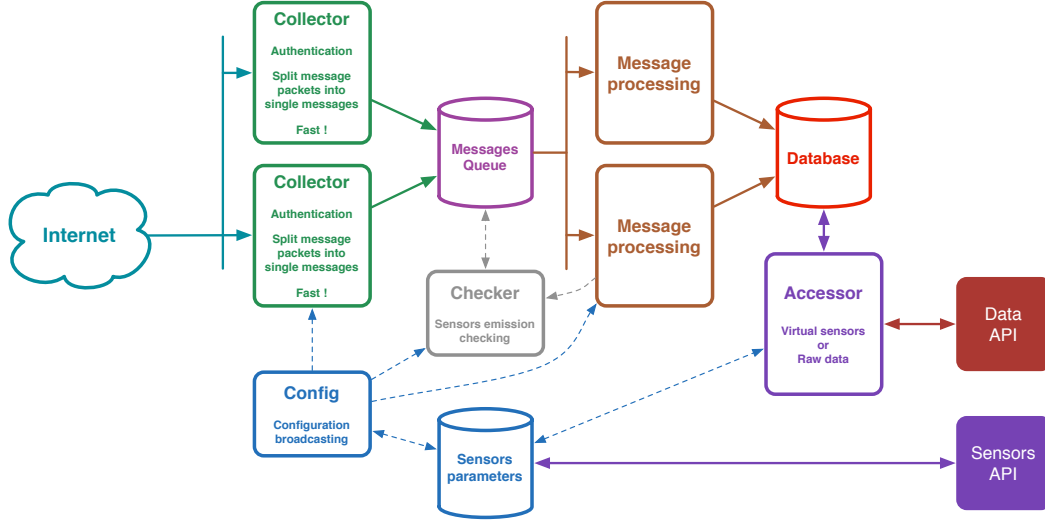 Collector
Authentication
Split message
packets into
single messages
Fast !
Message
processing
Messages
Queue
Database
Internet
Collector
Authentication
Split message
packets into
single messages
Fast !
Message
processing
Checker
Sensors emission
checking
Accessor
Virtual sensors
or
Raw data
Data
API
Config
Configuration
broadcasting
Sensors
parameters
Sensors
API